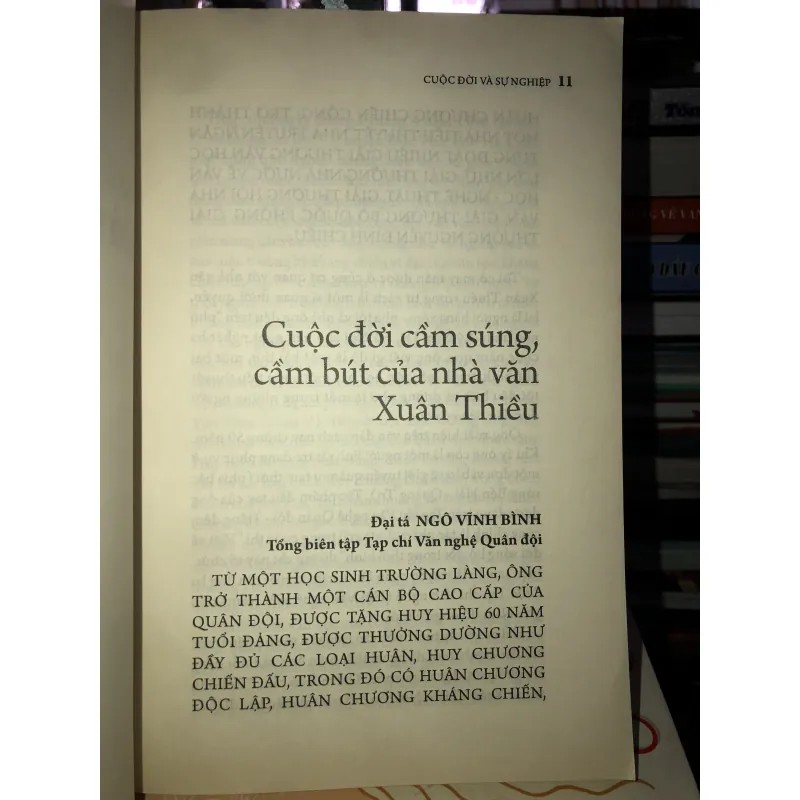 CUỘC ĐỜI VÀ SỰ NGHIỆP 11
Cuộc đời cầm súng,
cầm bút của nhà văn
Xuân Thiều
Đại tá NGÔ VĨNH BÌNH
Tổng biên tập Tạp chí Văn nghệ Quân đội
TỪ MỘT HỌC SINH TRƯỜNG LÀNG, ÔNG
TRỞ THÀNH MỘT CÁN BỘ CAO CẤP CỦA
QUÂN ĐỘI, ĐƯỢC TẶNG HUY HIỆU 60 NĂM
TUỔI ĐẢNG, ĐƯỢC THƯỞNG DƯỜNG NHƯ
ĐẦY ĐỦ CÁC LOẠI HUÂN, HUY CHƯƠNG
CHIẾN ĐẤU, TRONG ĐÓ CÓ HUÂN CHƯƠNG
ĐỘC LẬP, HUÂN CHƯƠNG KHÁNG CHIẾN,